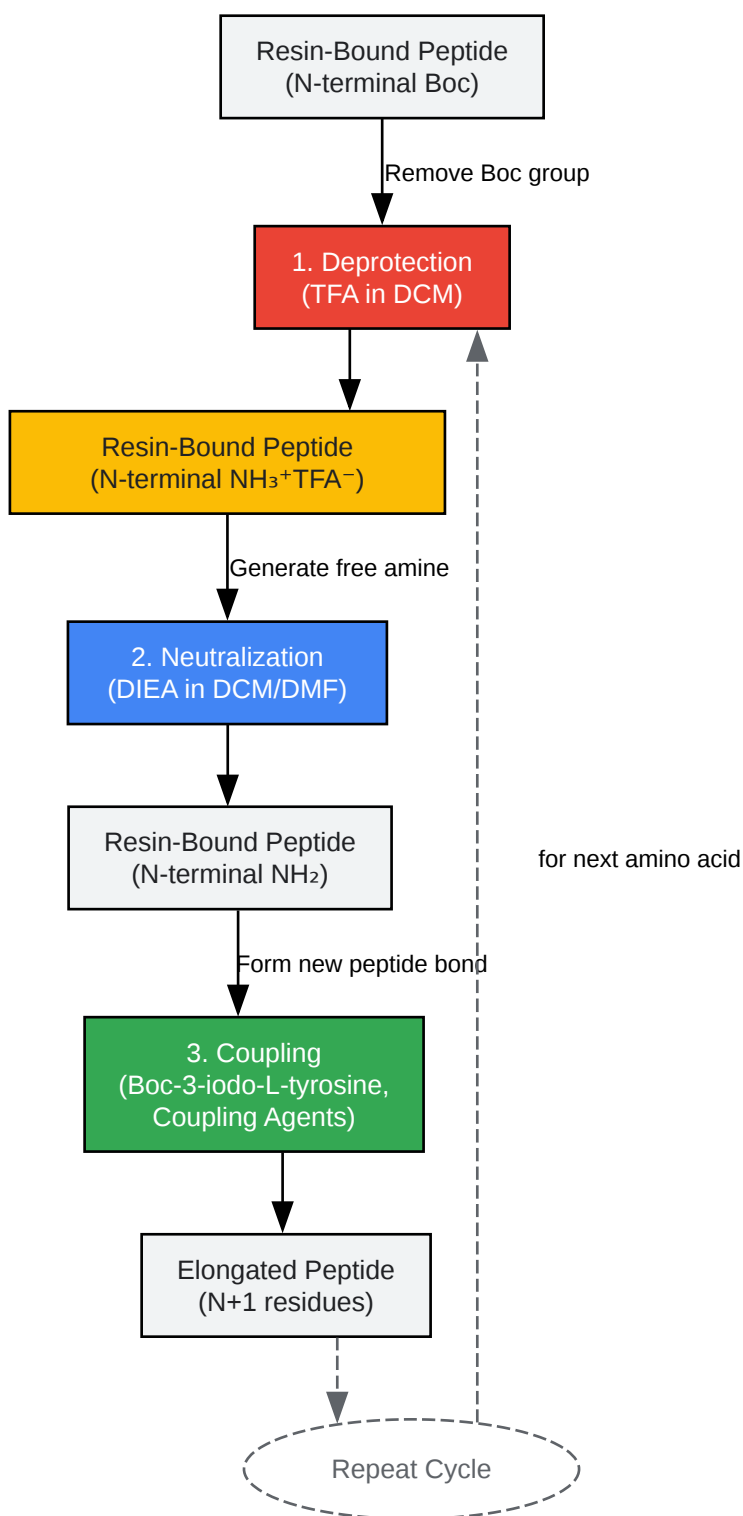 Resin-Bound Peptide
(N-terminal Boc)
Remove Boc group
1. Deprotection
(TFA in DCM)
Resin-Bound Peptide
(N-terminal NH₃⁺TFA⁻)
Generate free amine
2. Neutralization
(DIEA in DCM/DMF)
Resin-Bound Peptide
(N-terminal NH₂)
for next amino acid
Form new peptide bond
3. Coupling
(Boc-3-iodo-L-tyrosine,
Coupling Agents)
Elongated Peptide
(N+1 residues)
Repeat Cycle